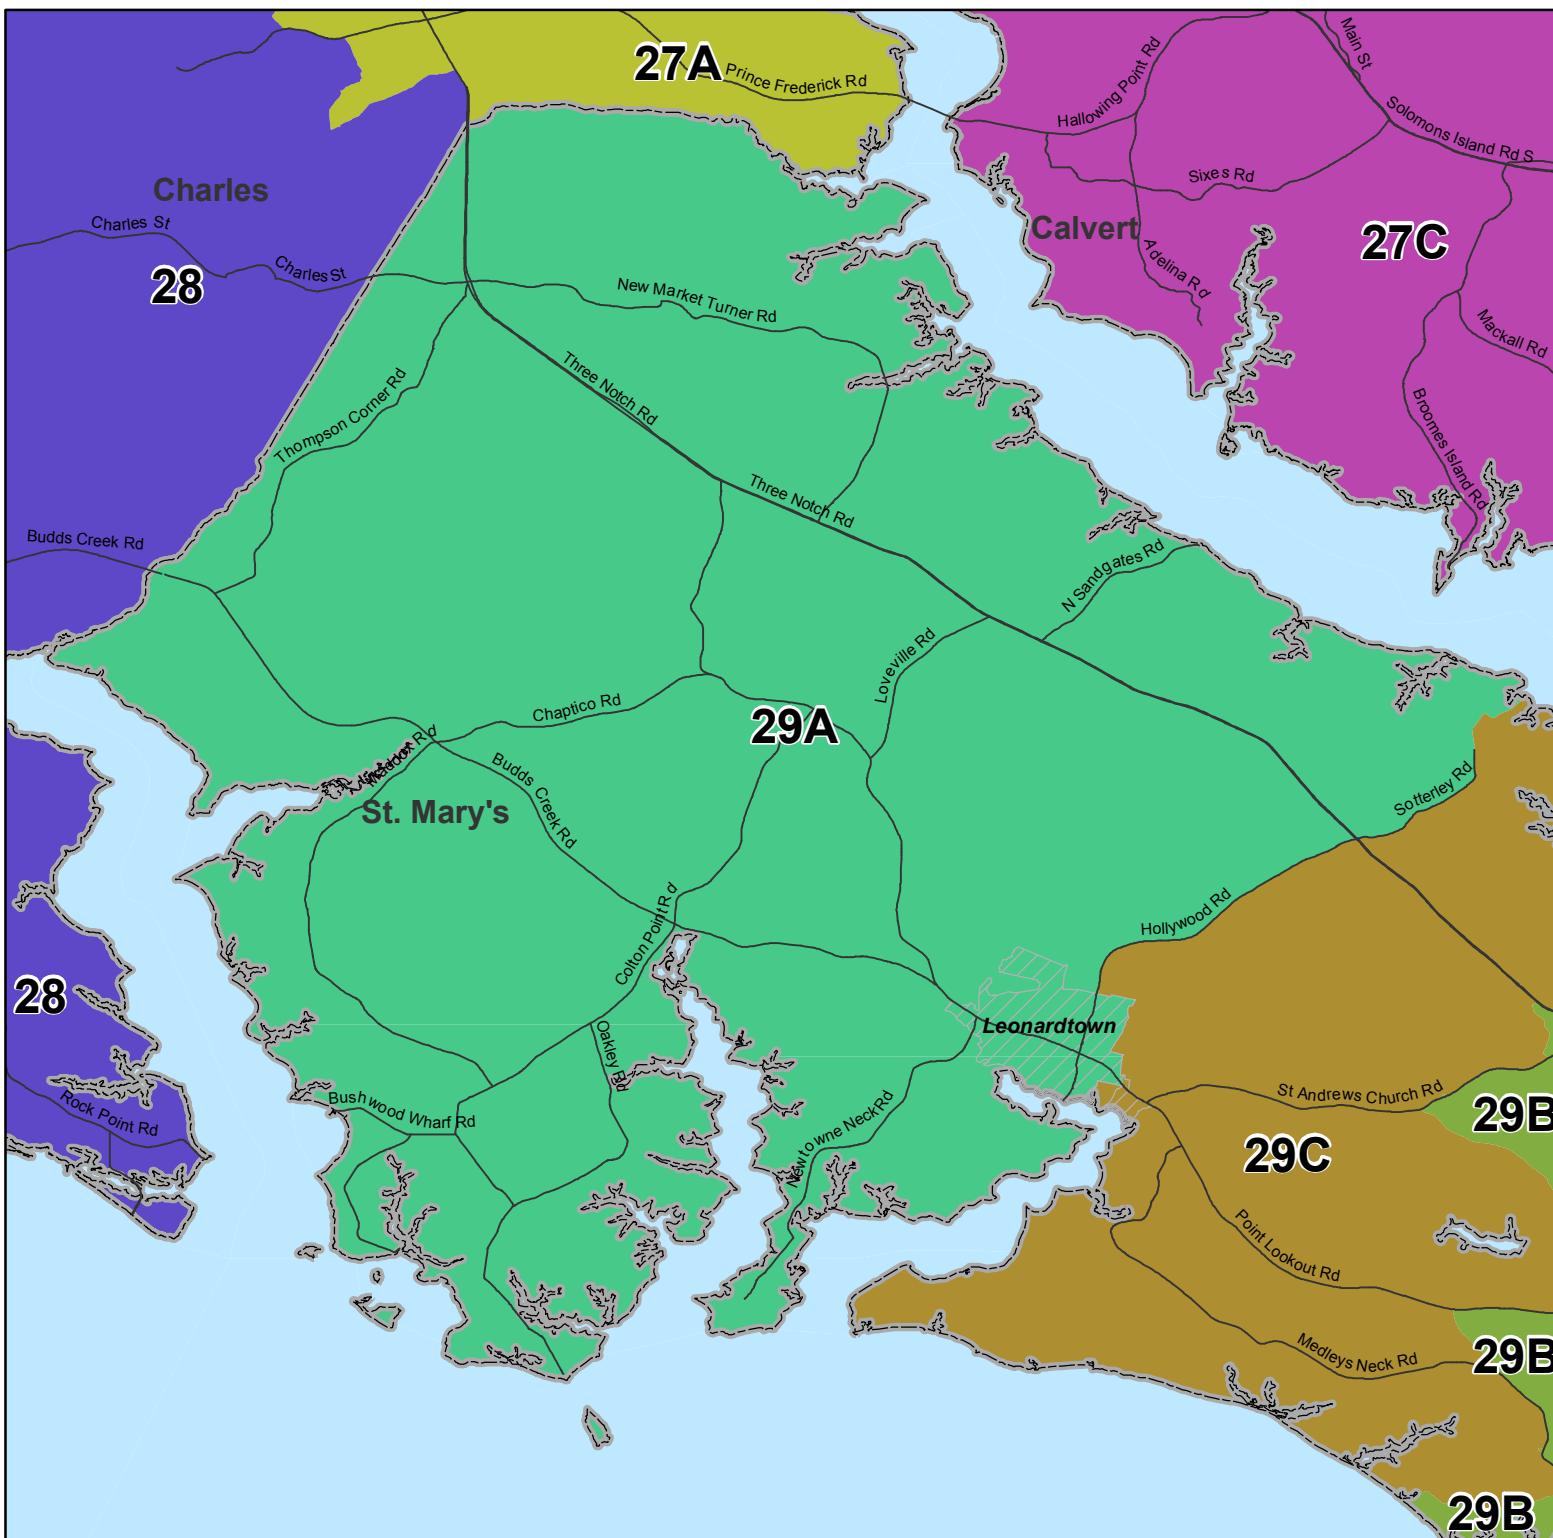 27A
Prince Frederick Rd
Hallowing Point Rd
Main St
Solomons Island Rd S
Sixes Rd
Charles
Charles St
28
Charles St
Calvert
27C
Adelina Rd
Mackall Rd
New Market Turner Rd
Three Notch Rd
Thompson Corner Rd
Broomes Island Rd
Three Notch Rd
Budds Creek Rd
N Sandgates Rd
Loveville Rd
Chaptico Rd
29A
Maddox Rd
Budds Creek Rd
St. Mary's
Sotterley Rd
Hollywood Rd
Colton Point Rd
28
Leonardtown
Oakley Rd
Rock Point Rd
Bushwood Wharf Rd
Newtowne Neck Rd
St Andrews Church Rd
29B
29C
Point Lookout Rd
Medleys Neck Rd
29B
29B